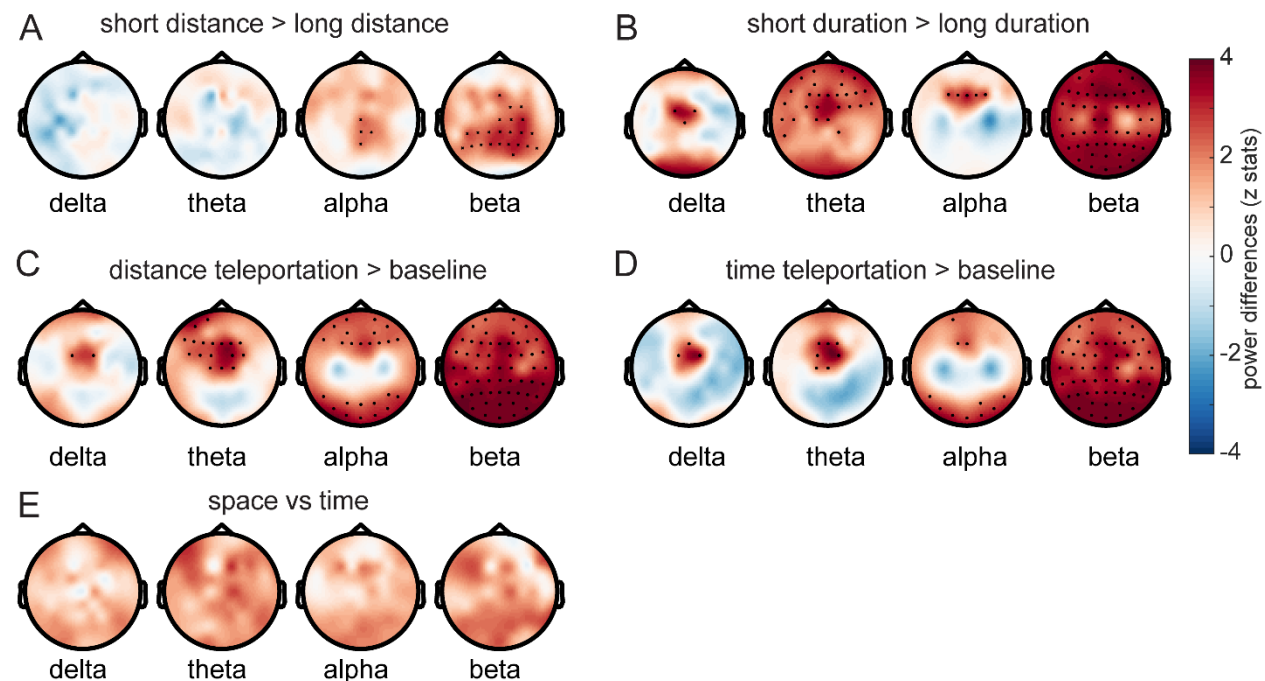 A
short distance > long distance
delta
theta
alpha
beta
B
short duration > long duration
delta
theta
alpha
beta
4
2
0
-2
-4
power differences (z stats)
C
distance teleportation > baseline
delta
theta
alpha
beta
D
time teleportation > baseline
delta
theta
alpha
beta
E
space vs time
delta
theta
alpha
beta